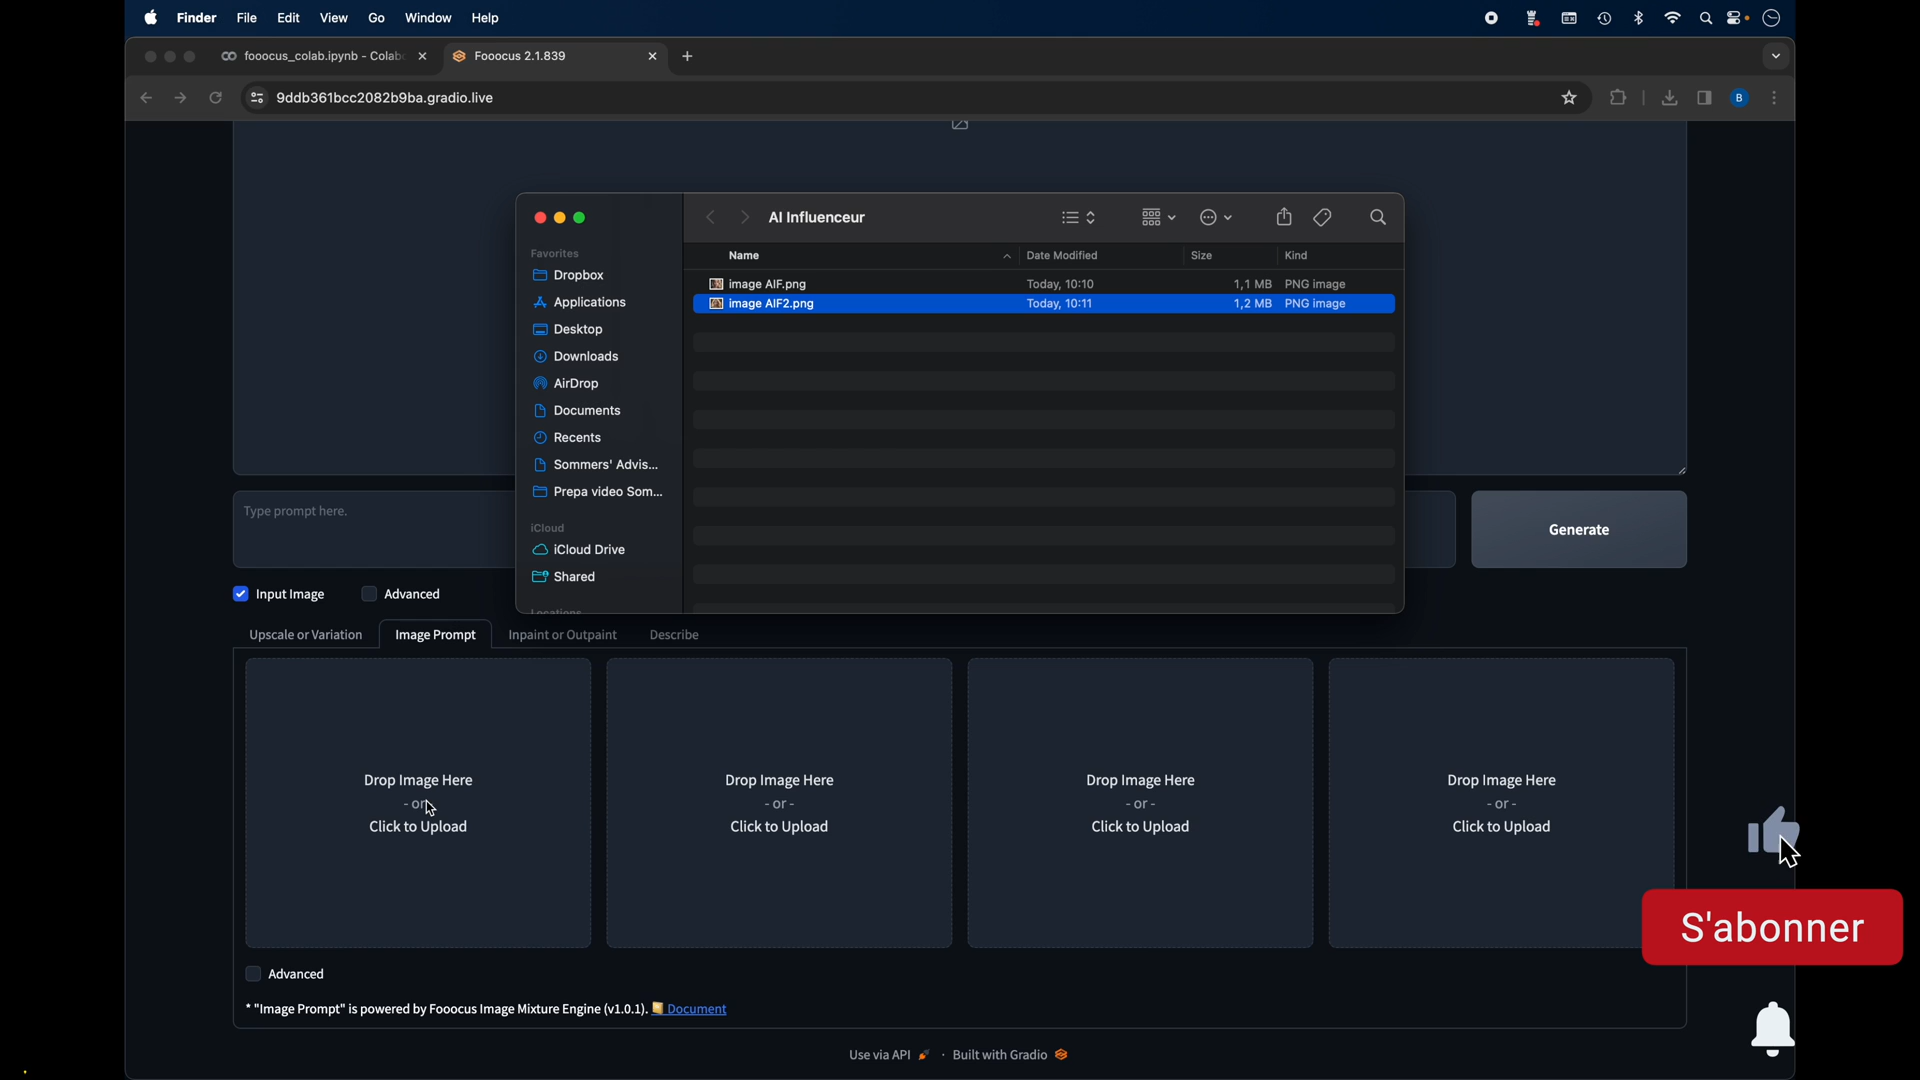 Finder File Edit View Go Window Help
fooocus_colab.ipynb - Colab
Fooocus 2.1.839
9ddb361bcc2082b9ba.gradio.live
B
AI Influenceur
Favorites
Dropbox
Applications
Desktop
Downloads
AirDrop
Documents
Recents
Sommers' Advis...
Prepa video Som...
iCloud
iCloud Drive
Shared
Locations
Name Date Modified Size Kind
image AIF.png Today, 10:10 1,1 MB PNG image
image AIF2.png Today, 10:11 1,2 MB PNG image
Type prompt here.
Generate
Input Image Advanced
Upscale or Variation Image Prompt Inpaint or Outpaint Describe
Drop Image Here
- or -
Click to Upload
Drop Image Here
- or -
Click to Upload
Drop Image Here
- or -
Click to Upload
Drop Image Here
- or -
Click to Upload
S'abonner
Advanced
* "Image Prompt" is powered by Fooocus Image Mixture Engine (v1.0.1). Document
Use via API · Built with Gradio